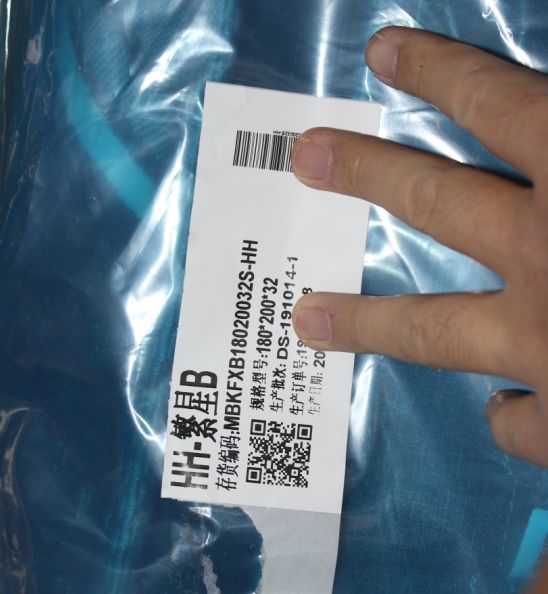 HH-繁星B
存货编码:MBKFXB18020032S-HH
规格型号:180*200*32
生产批次: DS-191014-1
生产订单号:19
生产日期: 20